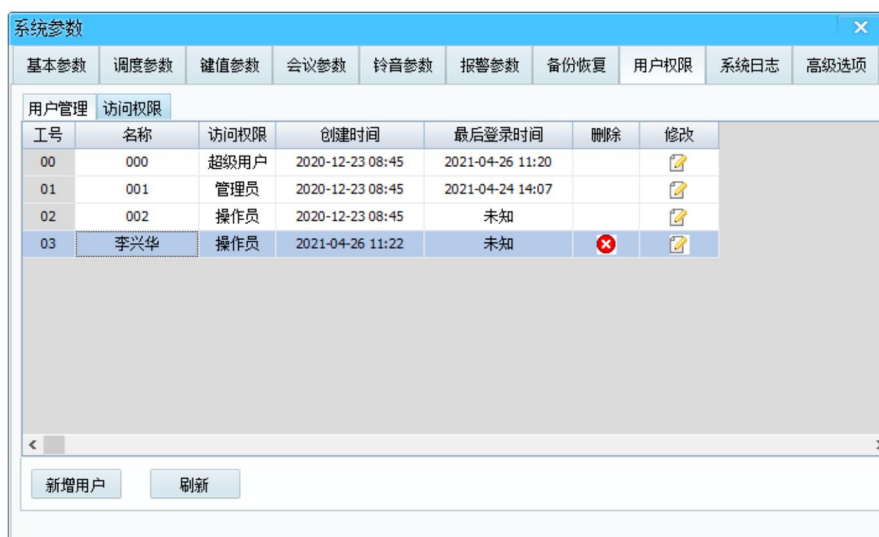 系统参数
基本参数 调度参数 键值参数 会议参数 铃音参数 报警参数 备份恢复 用户权限 系统日志 高级选项
用户管理 访问权限
工号 名称 访问权限 创建时间 最后登录时间 删除 修改
00 000 超级用户 2020-12-23 08:45 2021-04-26 11:20
01 001 管理员 2020-12-23 08:45 2021-04-24 14:07
02 002 操作员 2020-12-23 08:45 未知
03 李兴华 操作员 2021-04-26 11:22 未知
新增用户 刷新